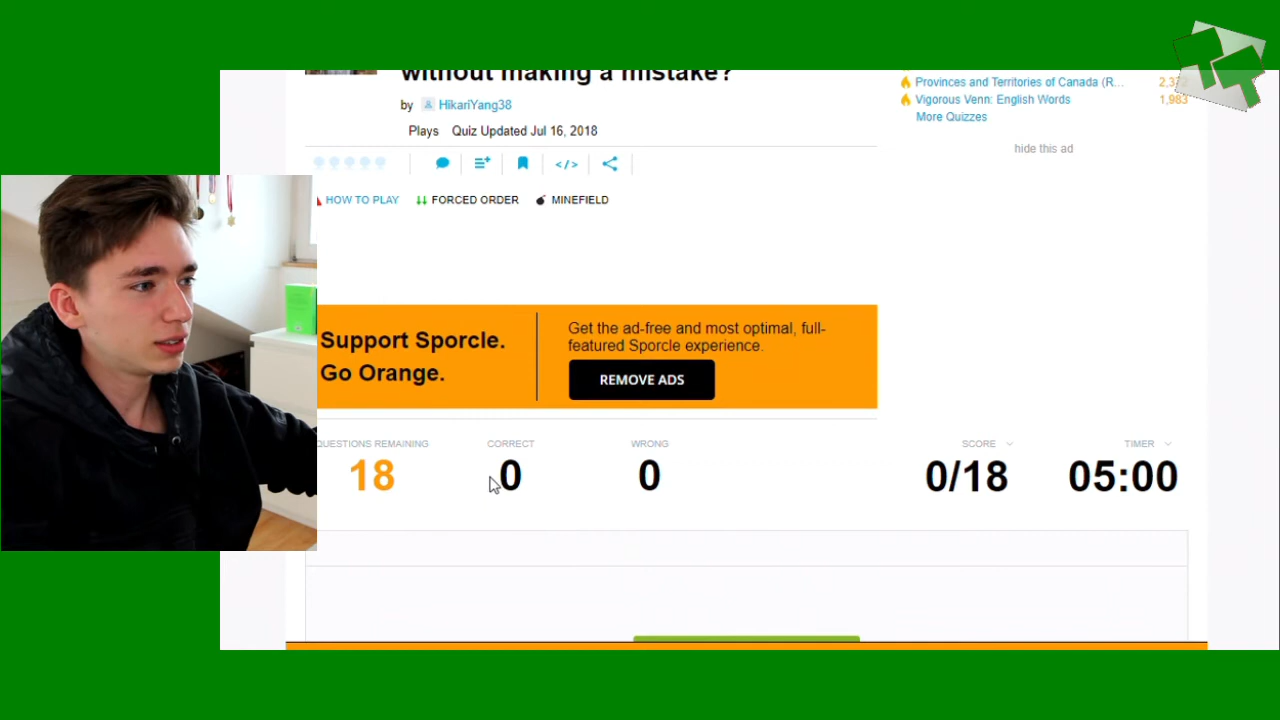 without making a mistake?
by HikariYang38
Plays Quiz Updated Jul 16, 2018
HOW TO PLAY FORCED ORDER MINEFIELD
Provinces and Territories of Canada (R...
Vigorous Venn: English Words 1,983
More Quizzes
hide this ad
Support Sporcle.
Go Orange.
Get the ad-free and most optimal, full-
featured Sporcle experience.
REMOVE ADS
QUESTIONS REMAINING CORRECT WRONG SCORE TIMER
18 0 0 0/18 05:00